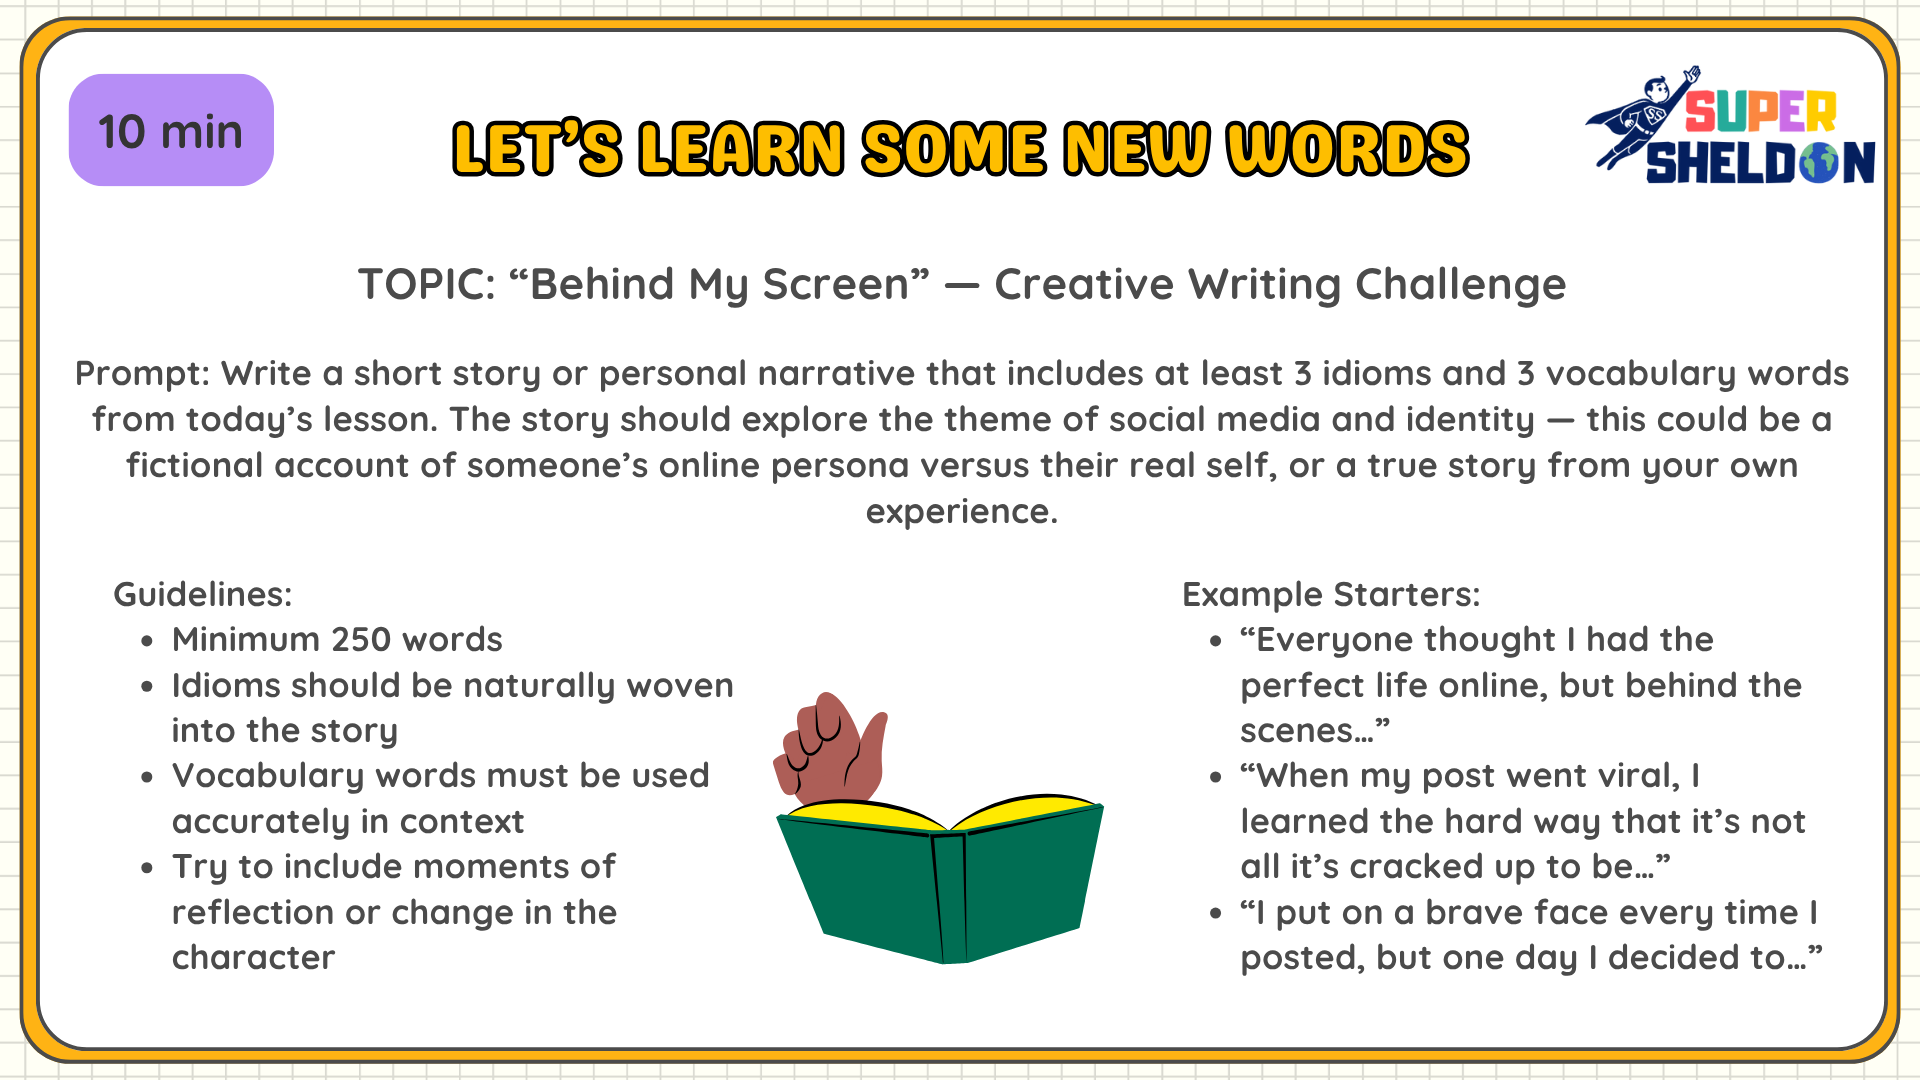 10 min
LET’S LEARN SOME NEW WORDS
SUPER
SHELDON
TOPIC: “Behind My Screen” — Creative Writing Challenge
Prompt: Write a short story or personal narrative that includes at least 3 idioms and 3 vocabulary words
from today’s lesson. The story should explore the theme of social media and identity — this could be a
fictional account of someone’s online persona versus their real self, or a true story from your own
experience.
Guidelines:
• Minimum 250 words
• Idioms should be naturally woven
into the story
• Vocabulary words must be used
accurately in context
• Try to include moments of
reflection or change in the
character
Example Starters:
• “Everyone thought I had the
perfect life online, but behind the
scenes…”
• “When my post went viral, I
learned the hard way that it’s not
all it’s cracked up to be…”
• “I put on a brave face every time I
posted, but one day I decided to…”